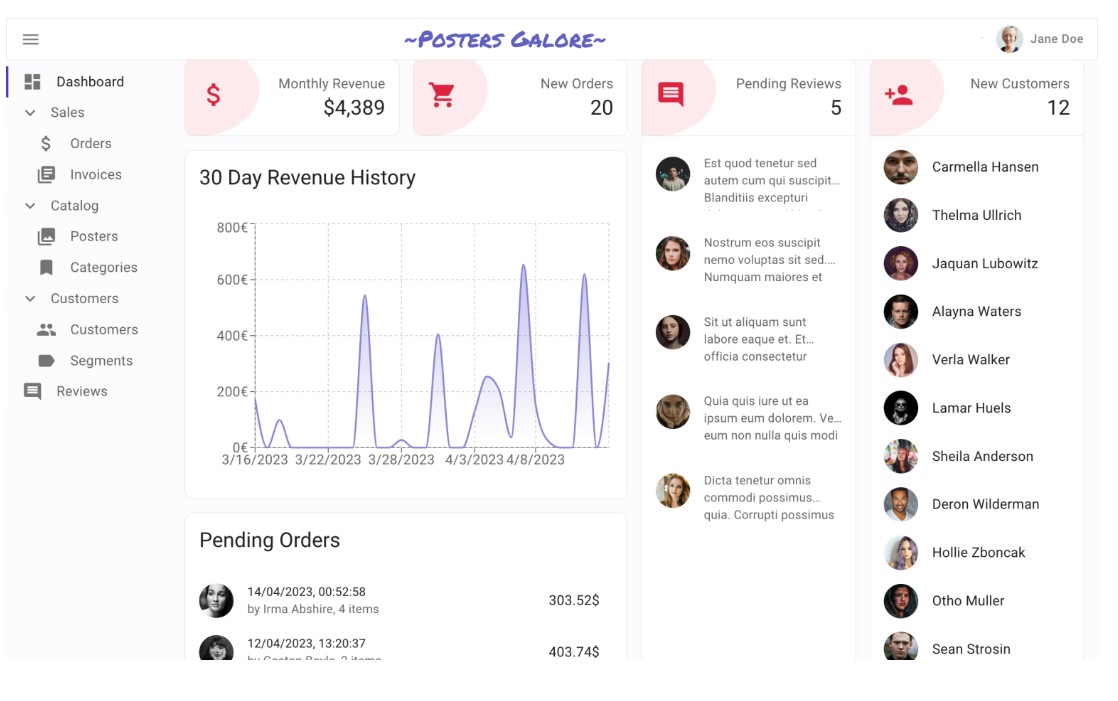 ~Posters Galore~
Jane Doe
Dashboard
Sales
$ Orders
Invoices
Catalog
Posters
Categories
Customers
Customers
Segments
Reviews
$
Monthly Revenue
$4,389
New Orders
20
Pending Reviews
5
New Customers
12
30 Day Revenue History
800€
600€
400€
200€
0€
3/16/2023 3/22/2023 3/28/2023 4/3/2023 4/8/2023
Pending Orders
14/04/2023, 00:52:58
by Irma Abshire, 4 items
303.52$
12/04/2023, 13:20:37
403.74$
Est quod tenetur sed
autem cum qui suscipit...
Blanditiis excepturi
Nostrum eos suscipit
nemo voluptas sit sed....
Numquam maiores et
Sit ut aliquam sunt
labore eaque et. Et...
officia consectetur
Quia quis iure ut ea
ipsum eum dolorem. Ve...
eum non nulla quis modi
Dicta tenetur omnis
commodi possimus...
quia. Corrupti possimus
Carmella Hansen
Thelma Ullrich
Jaquan Lubowitz
Alayna Waters
Verla Walker
Lamar Huels
Sheila Anderson
Deron Wilderman
Hollie Zboncak
Otho Muller
Sean Strosin